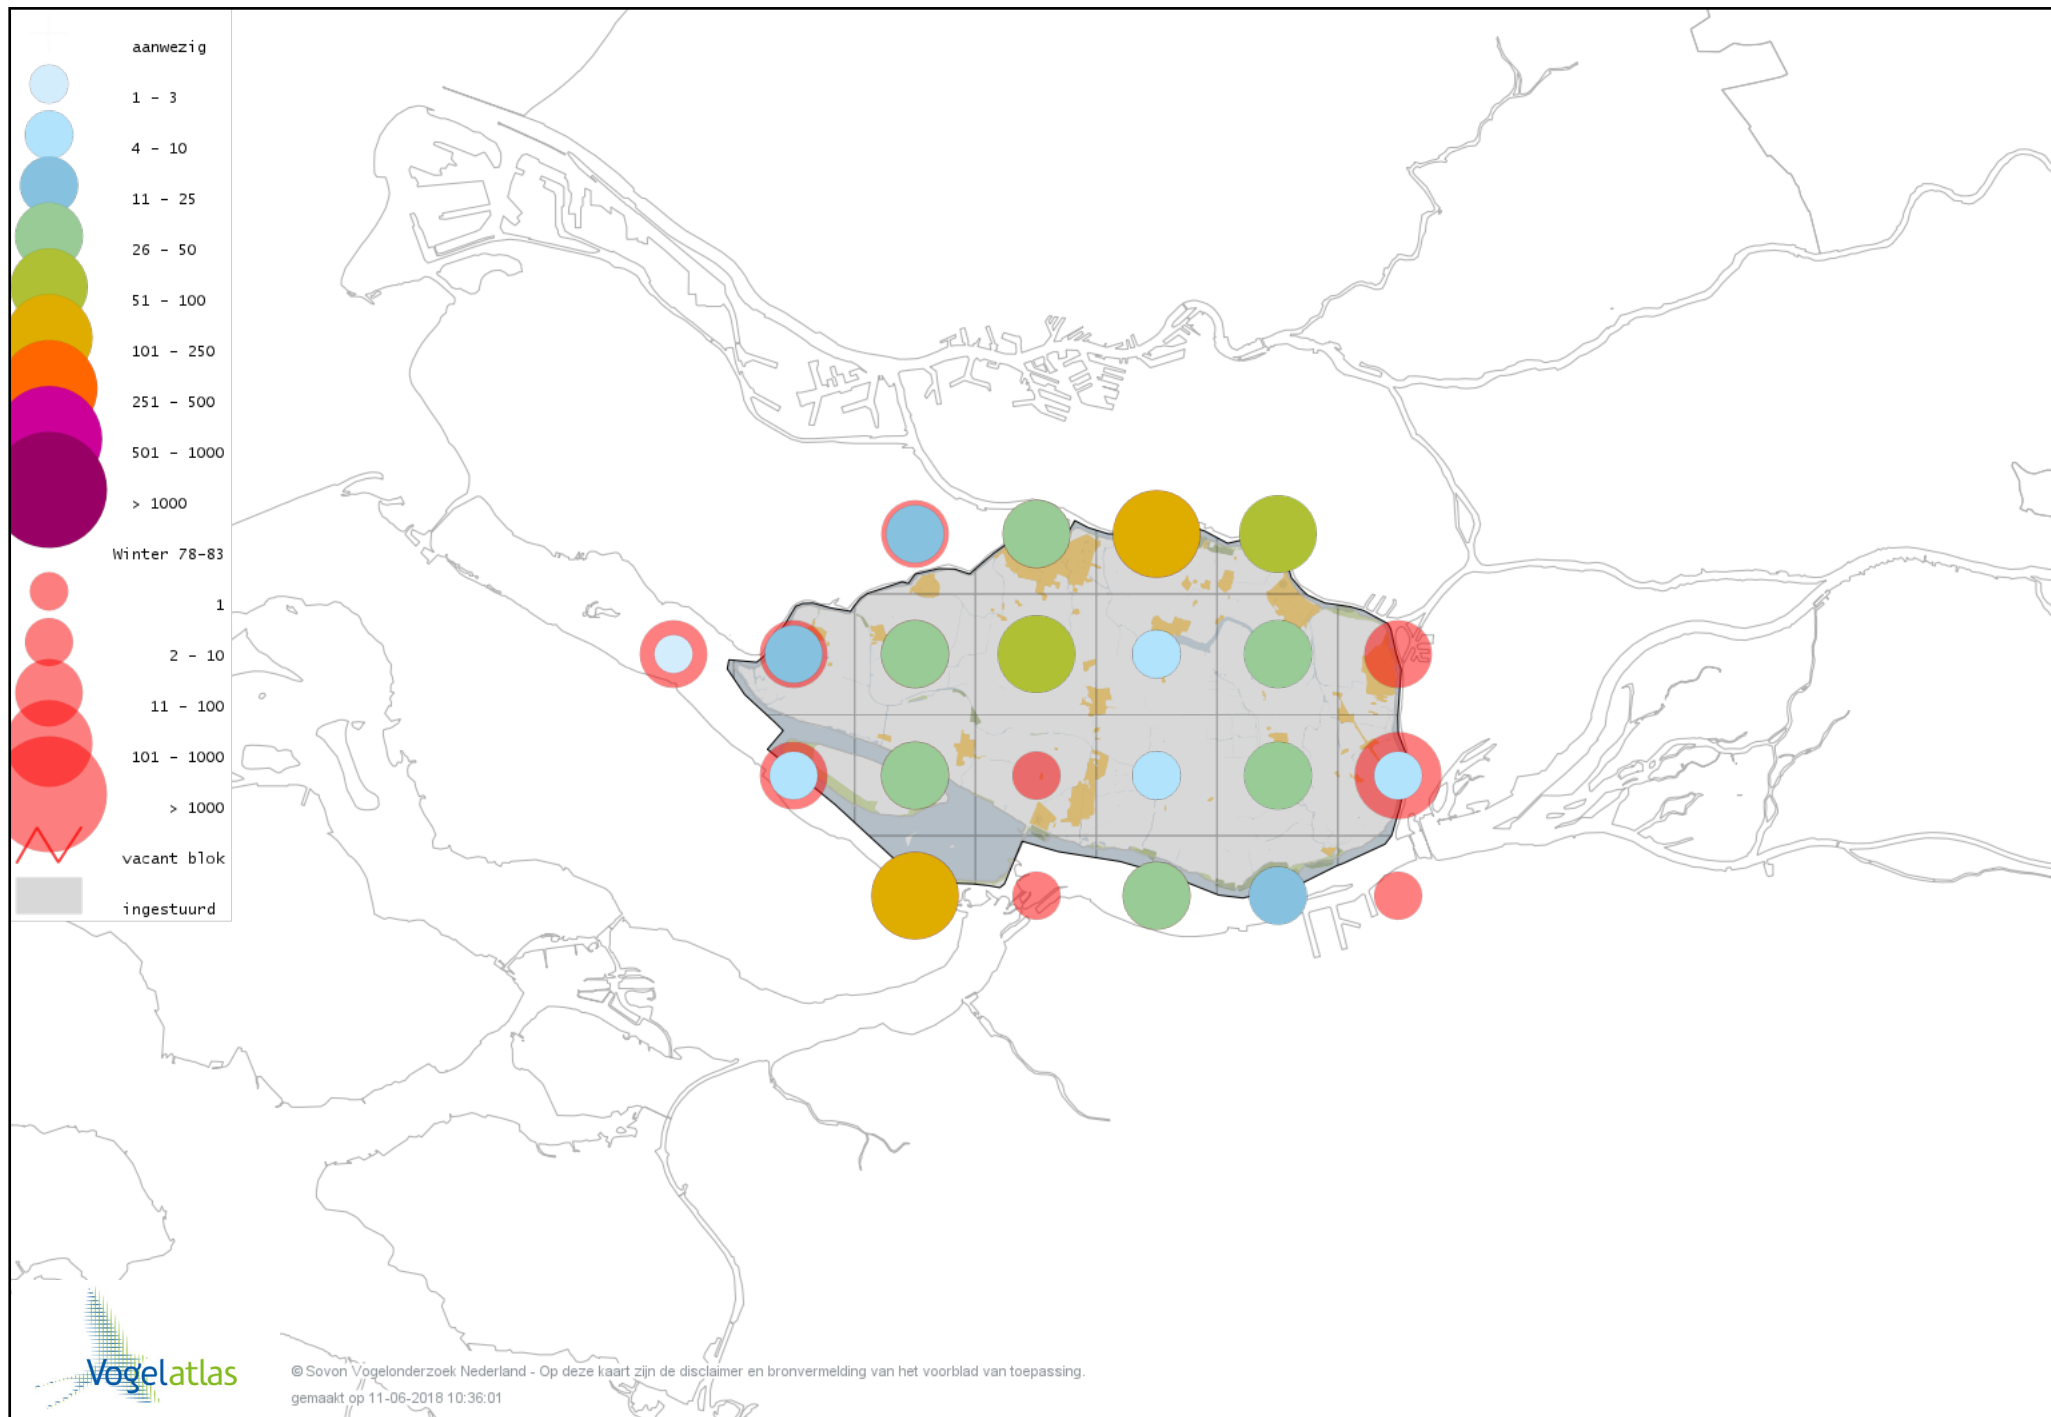 aanwezig
1 - 3
4 - 10
11 - 25
26 - 50
51 - 100
101 - 250
251 - 500
501 - 1000
> 1000
Winter 78-83
1
2 - 10
11 - 100
101 - 1000
> 1000
vacant blok
ingestuurd
Vogelatlas
© Sovon Vogelonderzoek Nederland - Op deze kaart zijn de disclaimer en bronvermelding van het voorblad van toepassing.
gemaakt op 11-06-2018 10:36:01